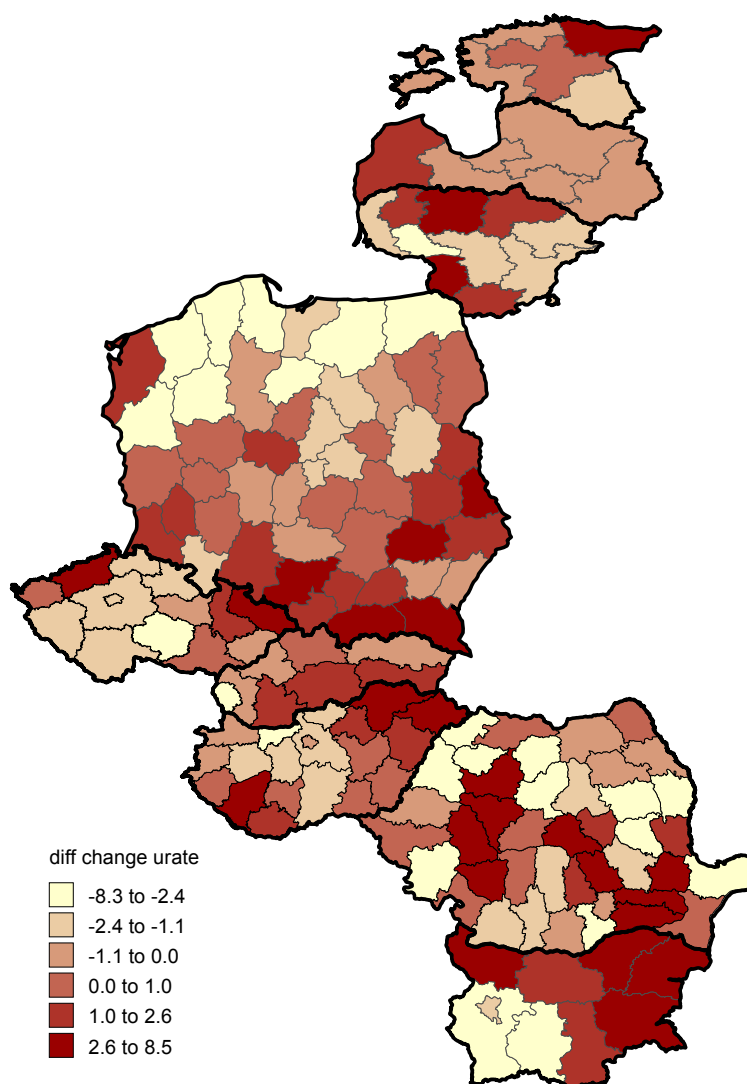 diff change urate
-8.3 to -2.4
-2.4 to -1.1
-1.1 to 0.0
0.0 to 1.0
1.0 to 2.6
2.6 to 8.5